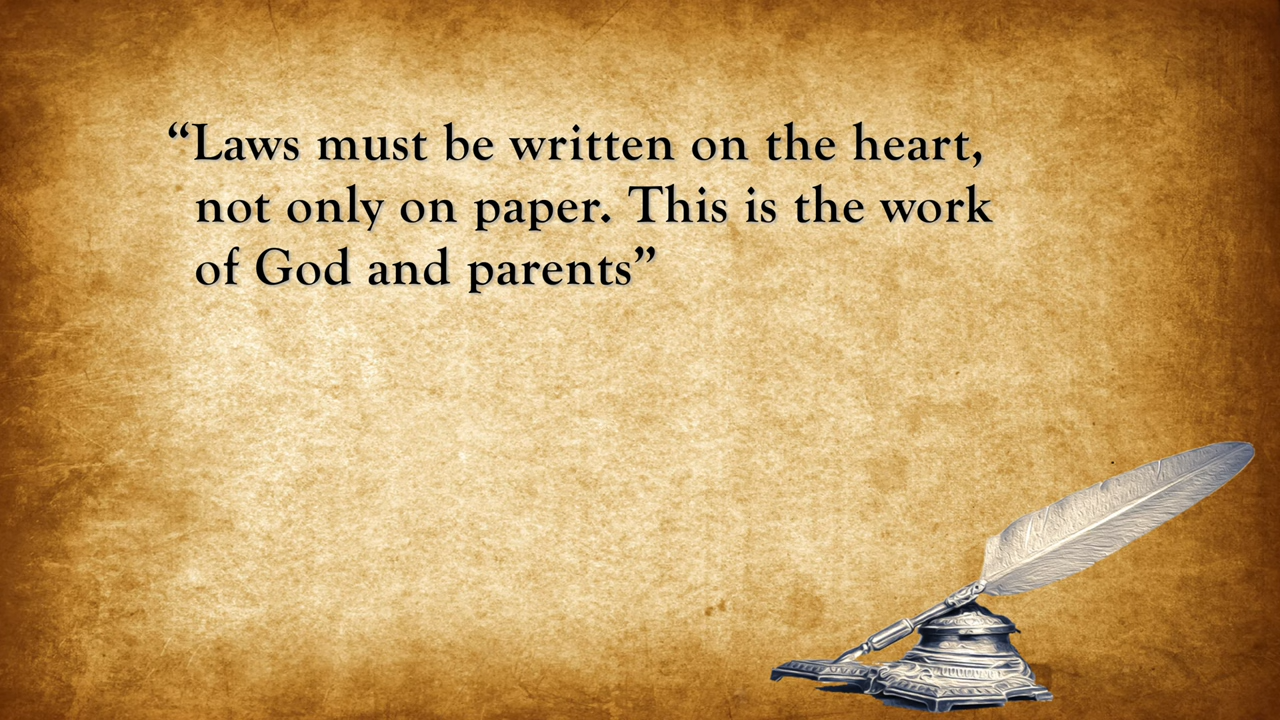 “Laws must be written on the heart,
not only on paper. This is the work
of God and parents”